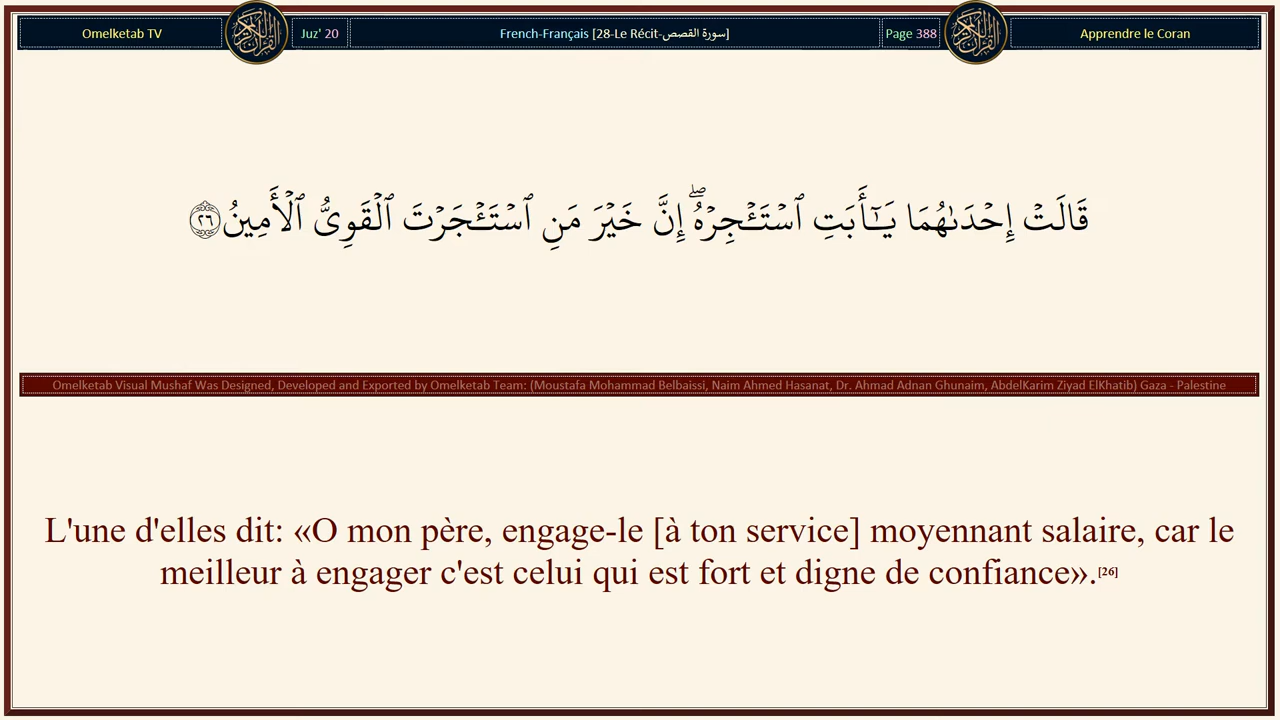 Omelketab TV
Juz' 20
French-Français [28-Le Récit-سورة القصص]
Page 388
Apprendre le Coran
قَالَتۡ إِحۡدَىٰهُمَا يَـٰٓأَبَتِ ٱسۡتَـٔۡجِرۡهُۖ إِنَّ خَيۡرَ مَنِ ٱسۡتَـٔۡجَرۡتَ ٱلۡقَوِىُّ ٱلۡأَمِينُ ٢٦
Omelketab Visual Mushaf Was Designed, Developed and Exported by Omelketab Team: (Moustafa Mohammad Belbaissi, Naim Ahmed Hasanat, Dr. Ahmad Adnan Ghunaim, AbdelKarim Ziyad ElKhatib) Gaza - Palestine
L'une d'elles dit: «O mon père, engage-le [à ton service] moyennant salaire, car le
meilleur à engager c'est celui qui est fort et digne de confiance».[26]